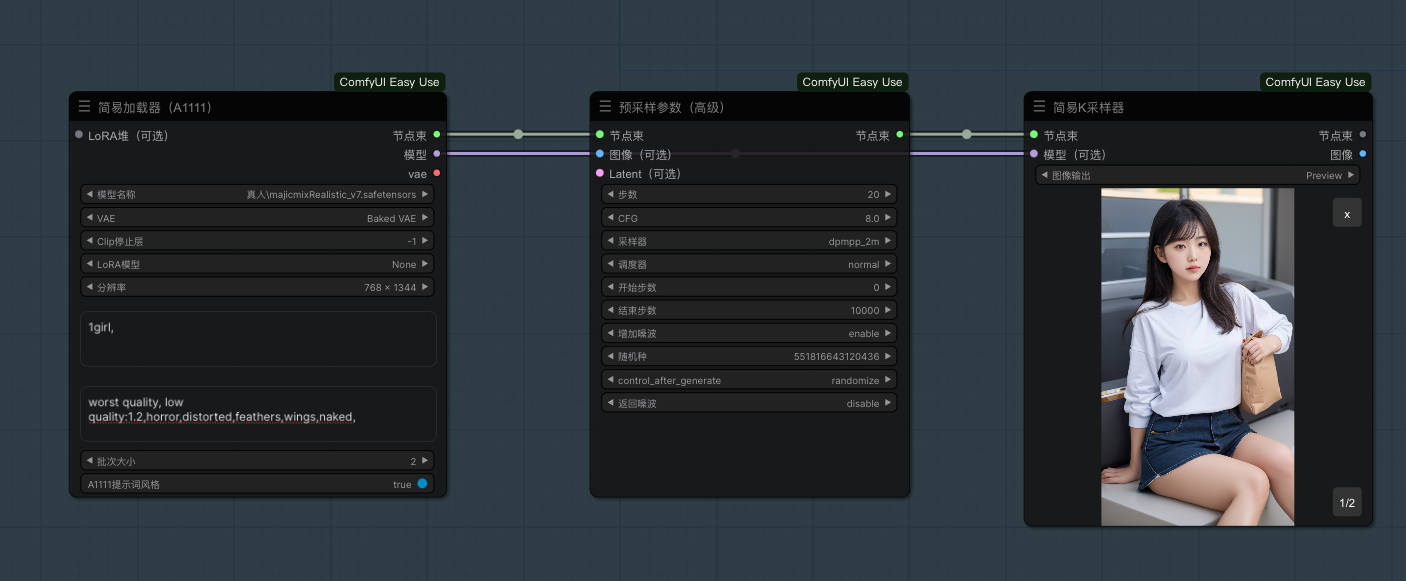 ComfyUI Easy Use
简易加载器（A1111）
LoRA堆（可选） 节点束
模型
vae
模型名称 真人\majicmixRealistic_v7.safetensors
VAE Baked VAE
Clip停止层 -1
LoRA模型 None
分辨率 768 × 1344
1girl,
worst quality, low
quality:1.2,horror,distorted,feathers,wings,naked,
批次大小 2
A1111提示词风格 true
ComfyUI Easy Use
预采样参数（高级）
节点束 节点束
图像（可选）
Latent（可选）
步数 20
CFG 8.0
采样器 dpmpp_2m
调度器 normal
开始步数 0
结束步数 10000
增加噪波 enable
随机种 551816643120436
control_after_generate randomize
返回噪波 disable
ComfyUI Easy Use
简易K采样器
节点束 节点束
模型（可选） 图像
图像输出 Preview
x
1/2